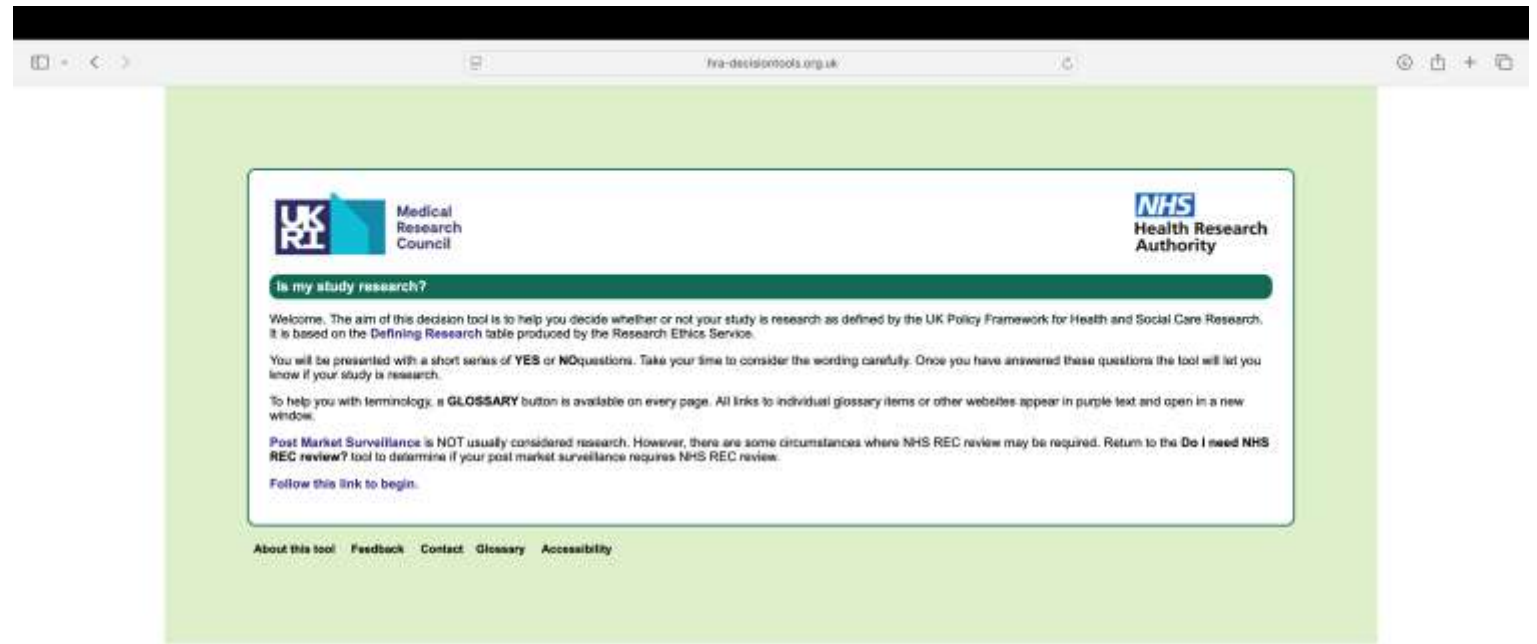 hra-decisiontools.org.uk
UK
RI
Medical
Research
Council
NHS
Health Research
Authority
Is my study research?
Welcome. The aim of this decision tool is to help you decide whether or not your study is research as defined by the UK Policy Framework for Health and Social Care Research.
It is based on the Defining Research table produced by the Research Ethics Service.
You will be presented with a short series of YES or NOquestions. Take your time to consider the wording carefully. Once you have answered these questions the tool will let you
know if your study is research.
To help you with terminology, a GLOSSARY button is available on every page. All links to individual glossary items or other websites appear in purple text and open in a new
window.
Post Market Surveillance is NOT usually considered research. However, there are some circumstances where NHS REC review may be required. Return to the Do I need NHS
REC review? tool to determine if your post market surveillance requires NHS REC review.
Follow this link to begin.
About this tool Feedback Contact Glossary Accessibility